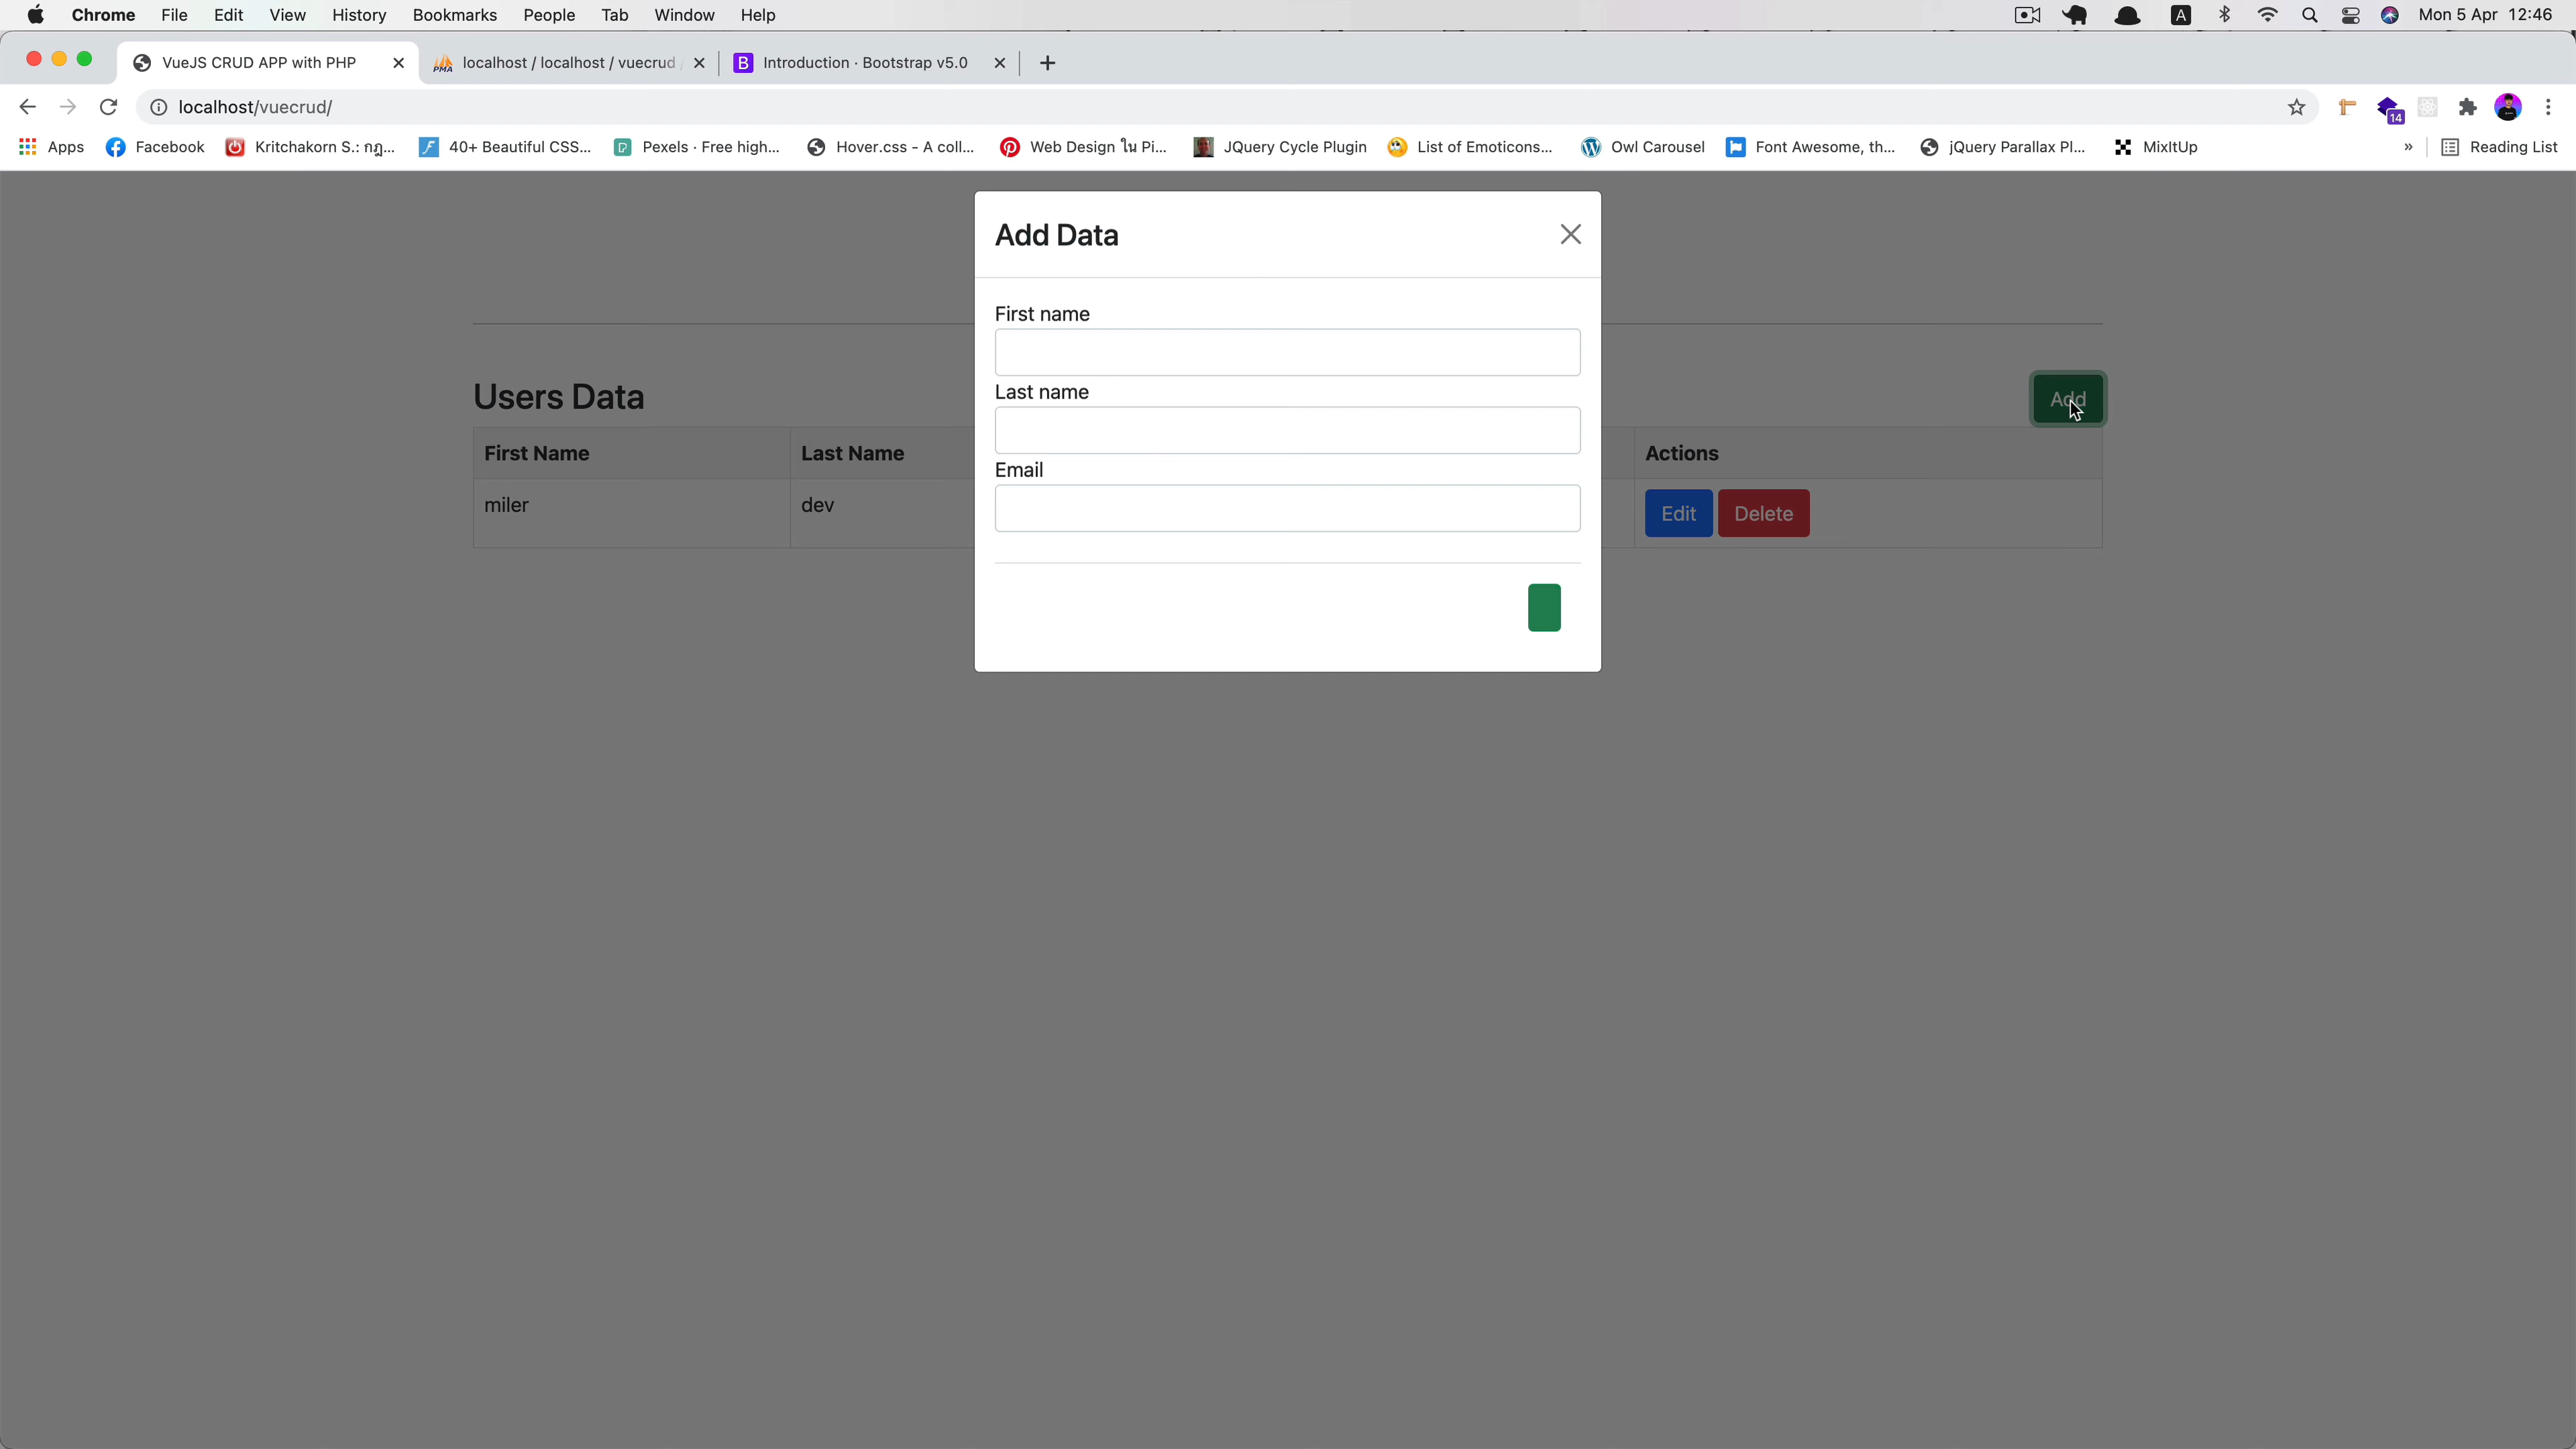 Chrome File Edit View History Bookmarks People Tab Window Help
A
Mon 5 Apr 12:46
VueJS CRUD APP with PHP
PMA
localhost / localhost / vuecrud /
B
Introduction · Bootstrap v5.0
localhost/vuecrud/
14
Apps
Facebook
Kritchakorn S.: กฎ...
40+ Beautiful CSS...
Pexels · Free high...
Hover.css - A coll...
Web Design ใน Pi...
JQuery Cycle Plugin
List of Emoticons...
Owl Carousel
Font Awesome, th...
jQuery Parallax Pl...
MixItUp
»
Reading List
Add Data
First name
Last name
Email
Users Data
Add
First Name
Last Name
Actions
miler
dev
Edit
Delete